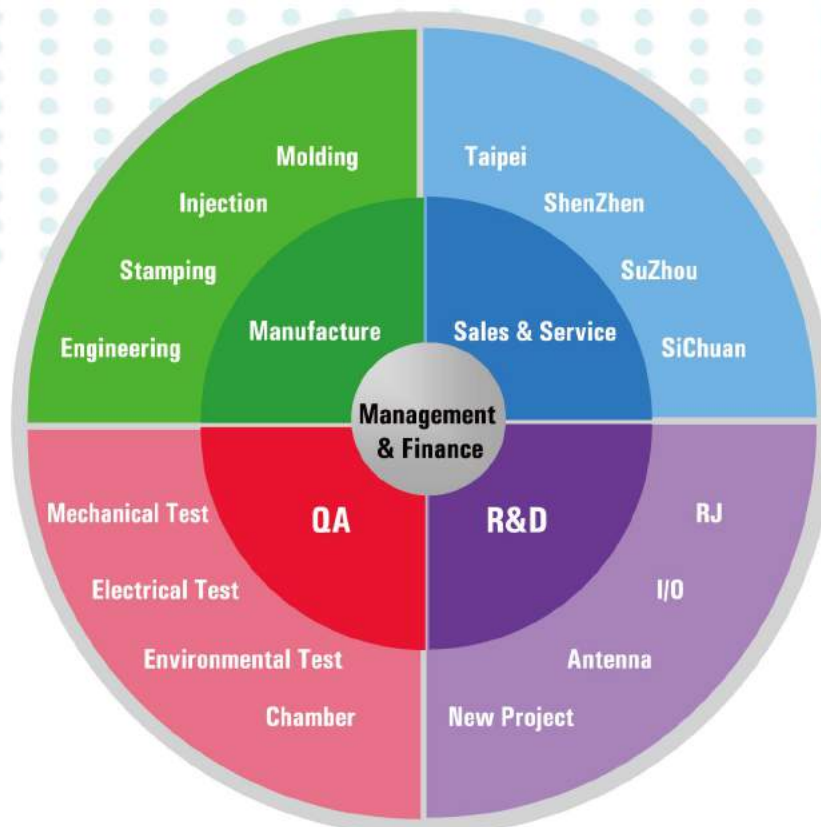 Molding
Injection
Stamping
Engineering
Manufacture
Taipei
ShenZhen
SuZhou
SiChuan
Sales & Service
Management
& Finance
QA
Mechanical Test
Electrical Test
Environmental Test
Chamber
R&D
RJ
I/O
Antenna
New Project